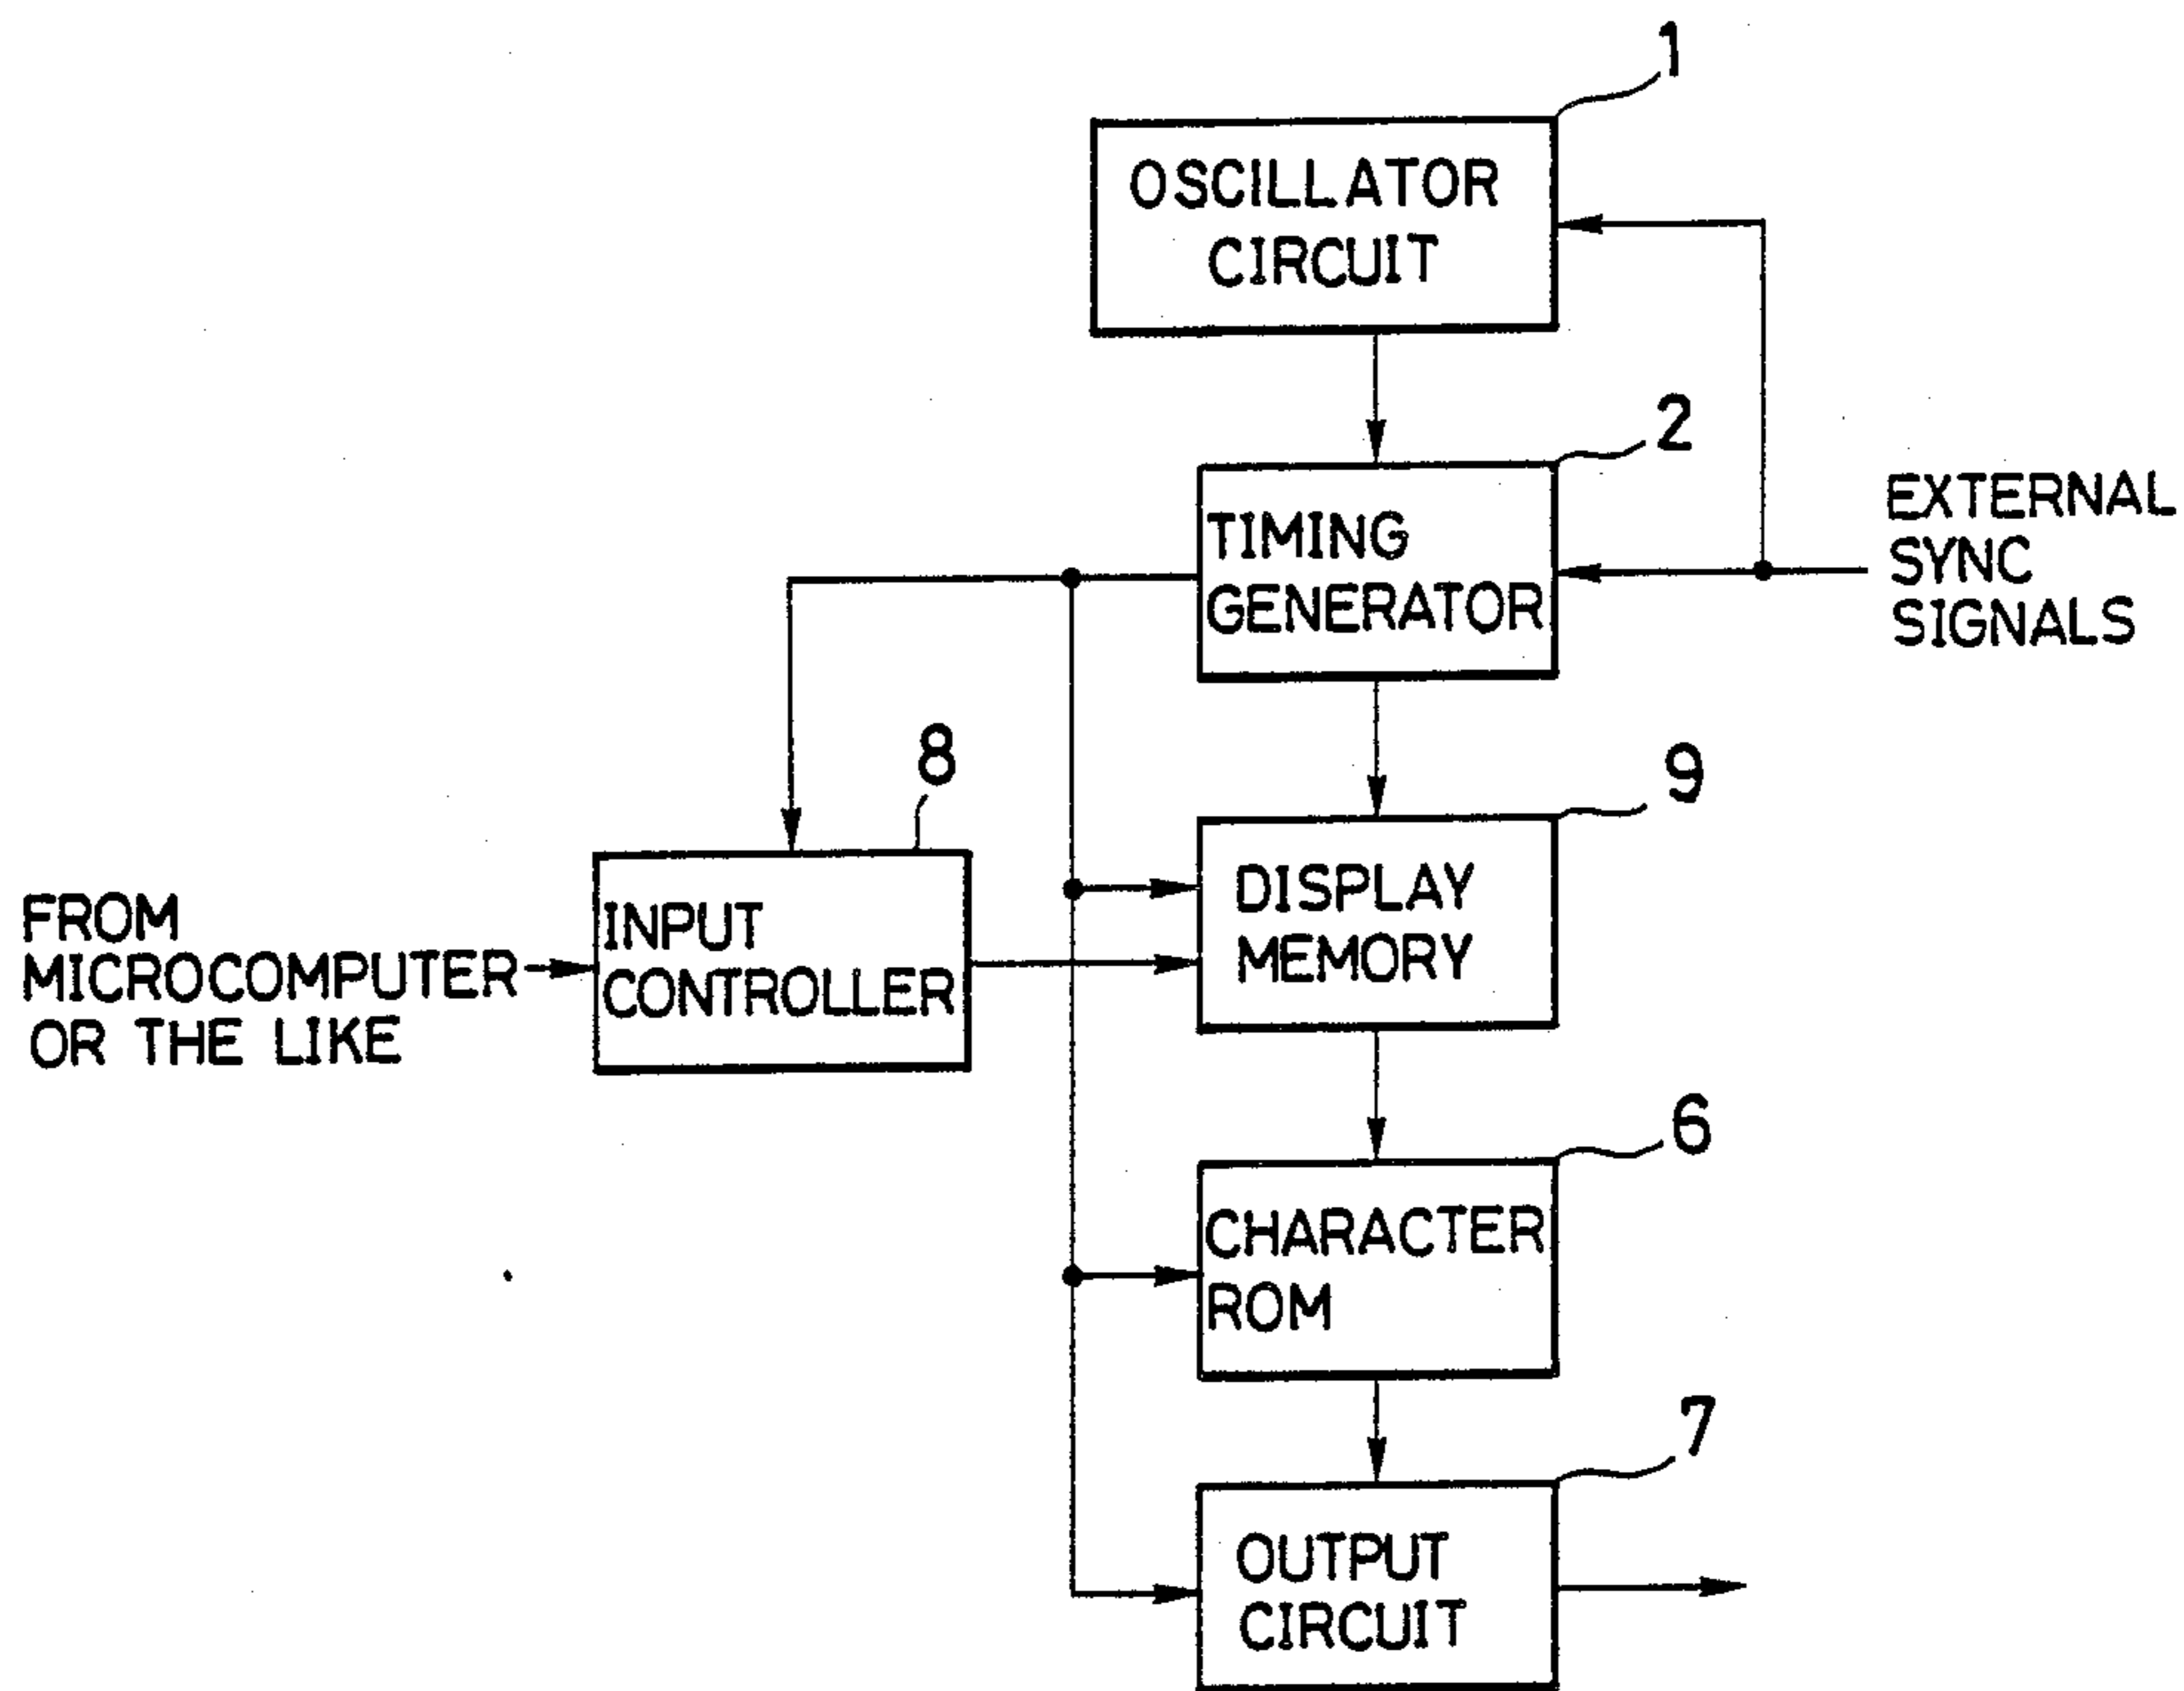 1
OSCILLATOR
CIRCUIT
2
TIMING
GENERATOR
EXTERNAL
SYNC
SIGNALS
8
9
FROM
MICROCOMPUTER
OR THE LIKE
INPUT
CONTROLLER
DISPLAY
MEMORY
6
CHARACTER
ROM
7
OUTPUT
CIRCUIT